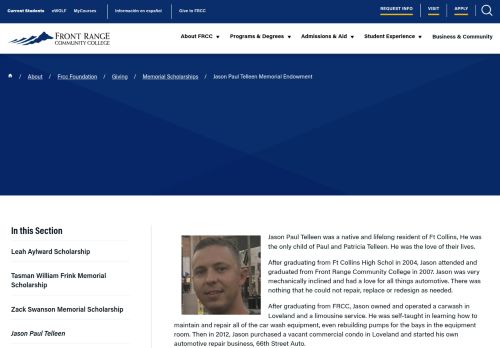 Current Students eWOLF MyCourses Información en español Give to FRCC REQUEST INFO VISIT APPLY
FRONT RANGE
COMMUNITY COLLEGE
About FRCC Programs & Degrees Admissions & Aid Student Experience Business & Community
/ About / Frcc Foundation / Giving / Memorial Scholarships / Jason Paul Telleen Memorial Endowment
In this Section
Leah Aylward Scholarship
Tasman William Frink Memorial
Scholarship
Zack Swanson Memorial Scholarship
Jason Paul Telleen
Jason Paul Telleen was a native and lifelong resident of Ft Collins, He was
the only child of Paul and Patricia Telleen. He was the love of their lives.
After graduating from Ft Collins High Schol in 2004, Jason attended and
graduated from Front Range Community College in 2007. Jason was very
mechanically inclined and had a love for all things automotive. There was
nothing that he could not repair, replace or redesign as needed.
After graduating from FRCC, Jason owned and operated a carwash in
Loveland and a limousine service. He was self-taught in learning how to
maintain and repair all of the car wash equipment, even rebuilding pumps for the bays in the equipment
room. Then in 2012, Jason purchased a vacant commercial condo in Loveland and started his own
automotive repair business, 66th Street Auto.